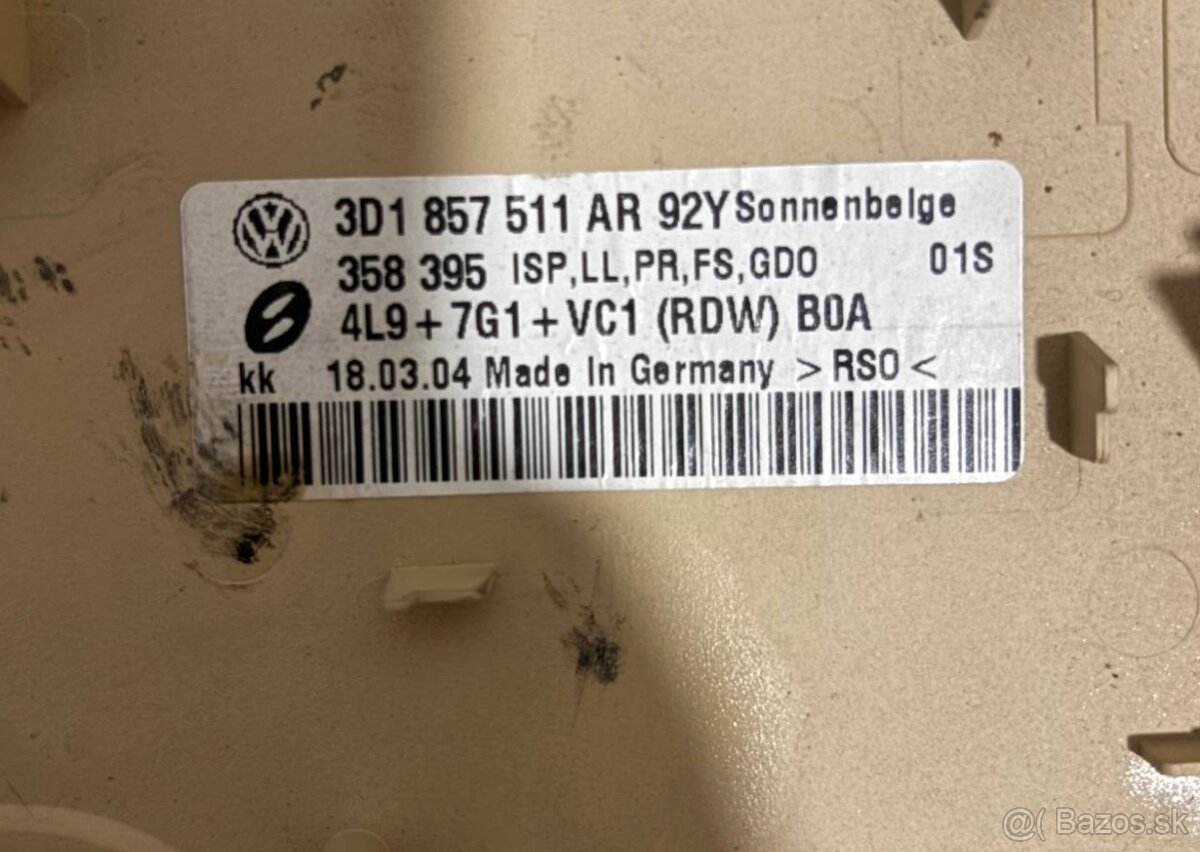 3D1 857 511 AR 92Y Sonnenbeige
358 395 ISP,LL,PR,FS,GDO 01S
4L9+7G1+VC1 (RDW) B0A
kk 18.03.04 Made In Germany >RSO<
@( Bazos.sk